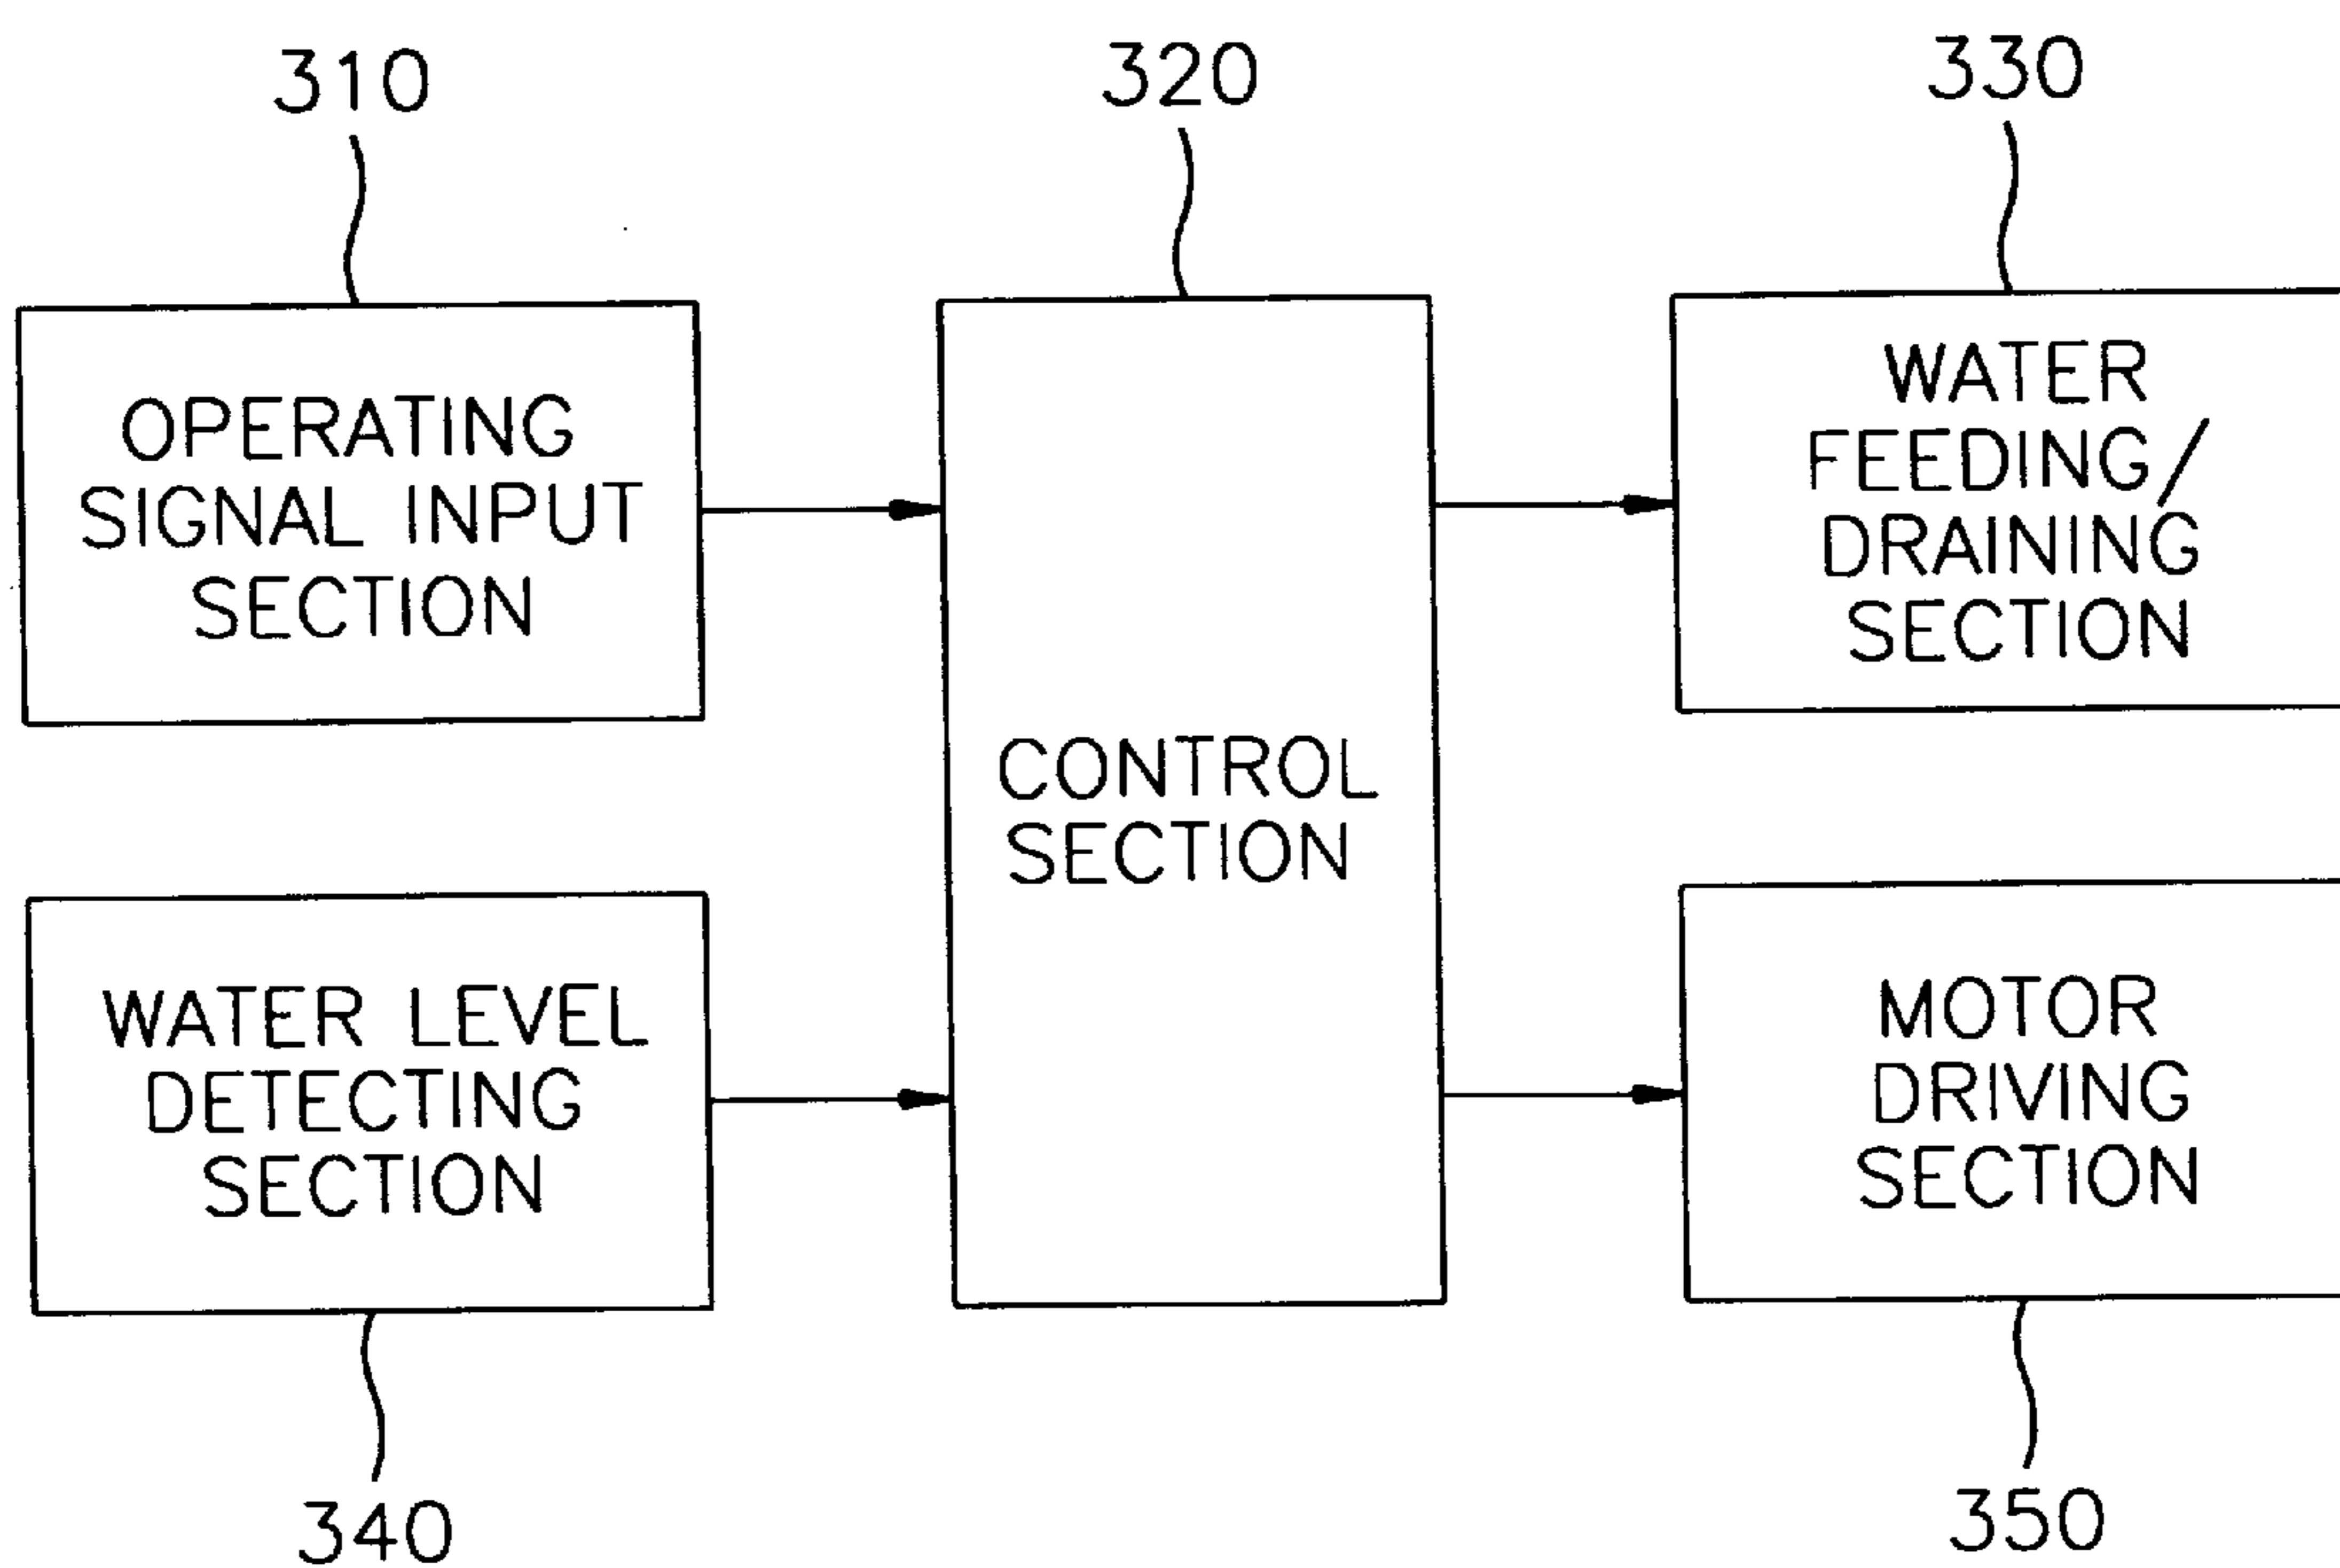 310
320
330
OPERATING
SIGNAL INPUT
SECTION
CONTROL
SECTION
WATER
FEEDING/
DRAINING
SECTION
WATER LEVEL
DETECTING
SECTION
MOTOR
DRIVING
SECTION
340
350